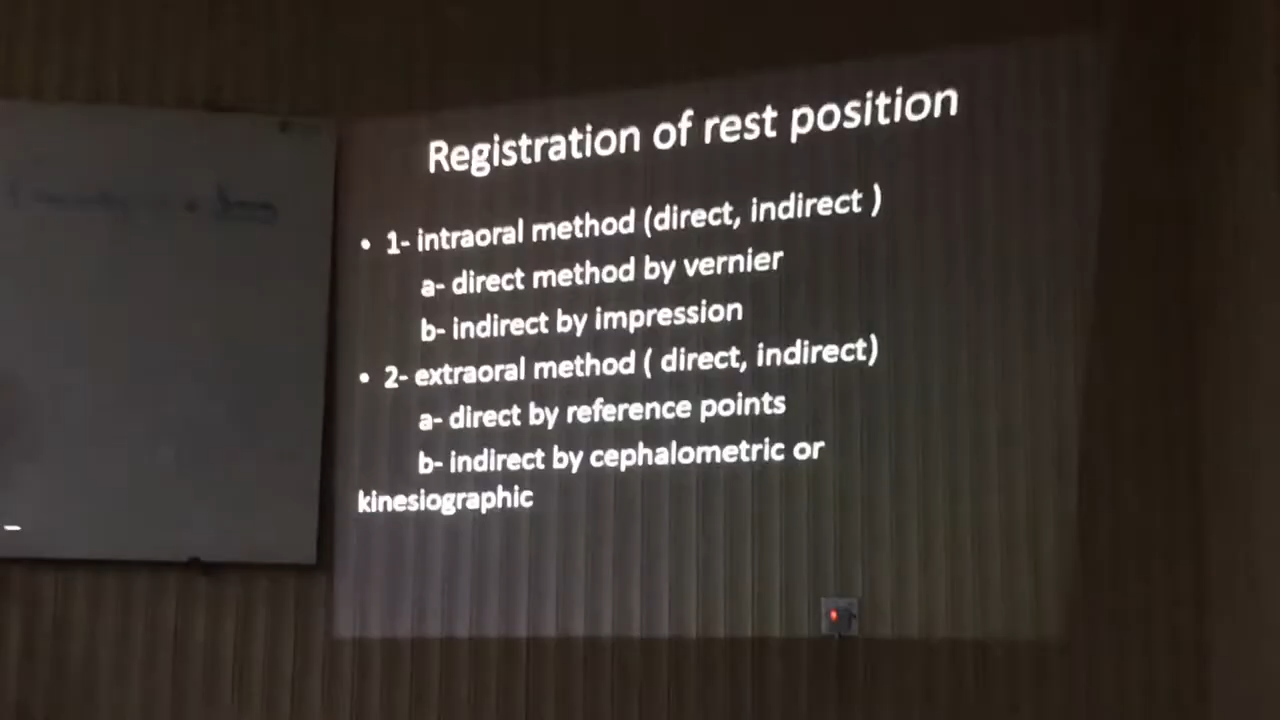 Registration of rest position
• 1- intraoral method (direct, indirect )
a- direct method by vernier
b- indirect by impression
• 2- extraoral method ( direct, indirect)
a- direct by reference points
b- indirect by cephalometric or
kinesiographic